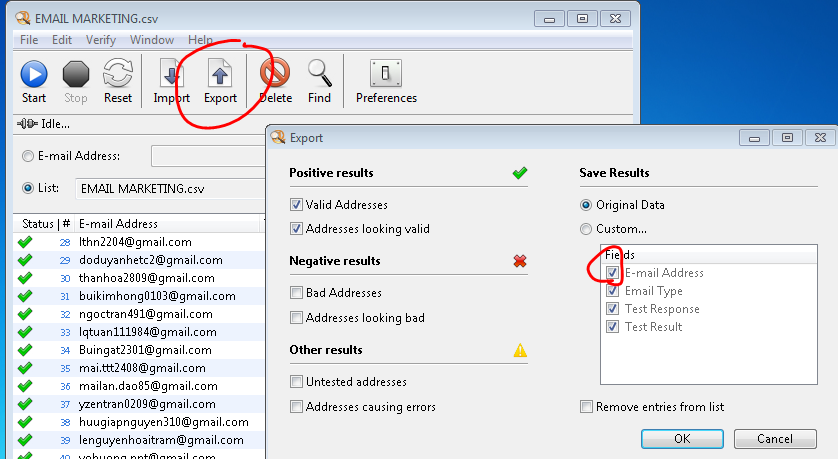 EMAIL MARKETING.csv
File Edit Verify Window Help
Start Stop Reset Import Export Delete Find Preferences
Idle...
E-mail Address:
List: EMAIL MARKETING.csv
Status | # E-mail Address
28 lthn2204@gmail.com
29 doduyanhetc2@gmail.com
30 thanhoa2809@gmail.com
31 buikimhong0103@gmail.com
32 ngoctran491@gmail.com
33 lqtuan111984@gmail.com
34 Buingat2301@gmail.com
35 mai.ttt2408@gmail.com
36 mailan.dao85@gmail.com
37 yzentran0209@gmail.com
38 huugiapnguyen310@gmail.com
39 lenguyenhoaitram@gmail.com
40
Export
Positive results
Valid Addresses
Addresses looking valid
Negative results
Bad Addresses
Addresses looking bad
Other results
Untested addresses
Addresses causing errors
Save Results
Original Data
Custom...
Fields
E-mail Address
Email Type
Test Response
Test Result
Remove entries from list
OK Cancel